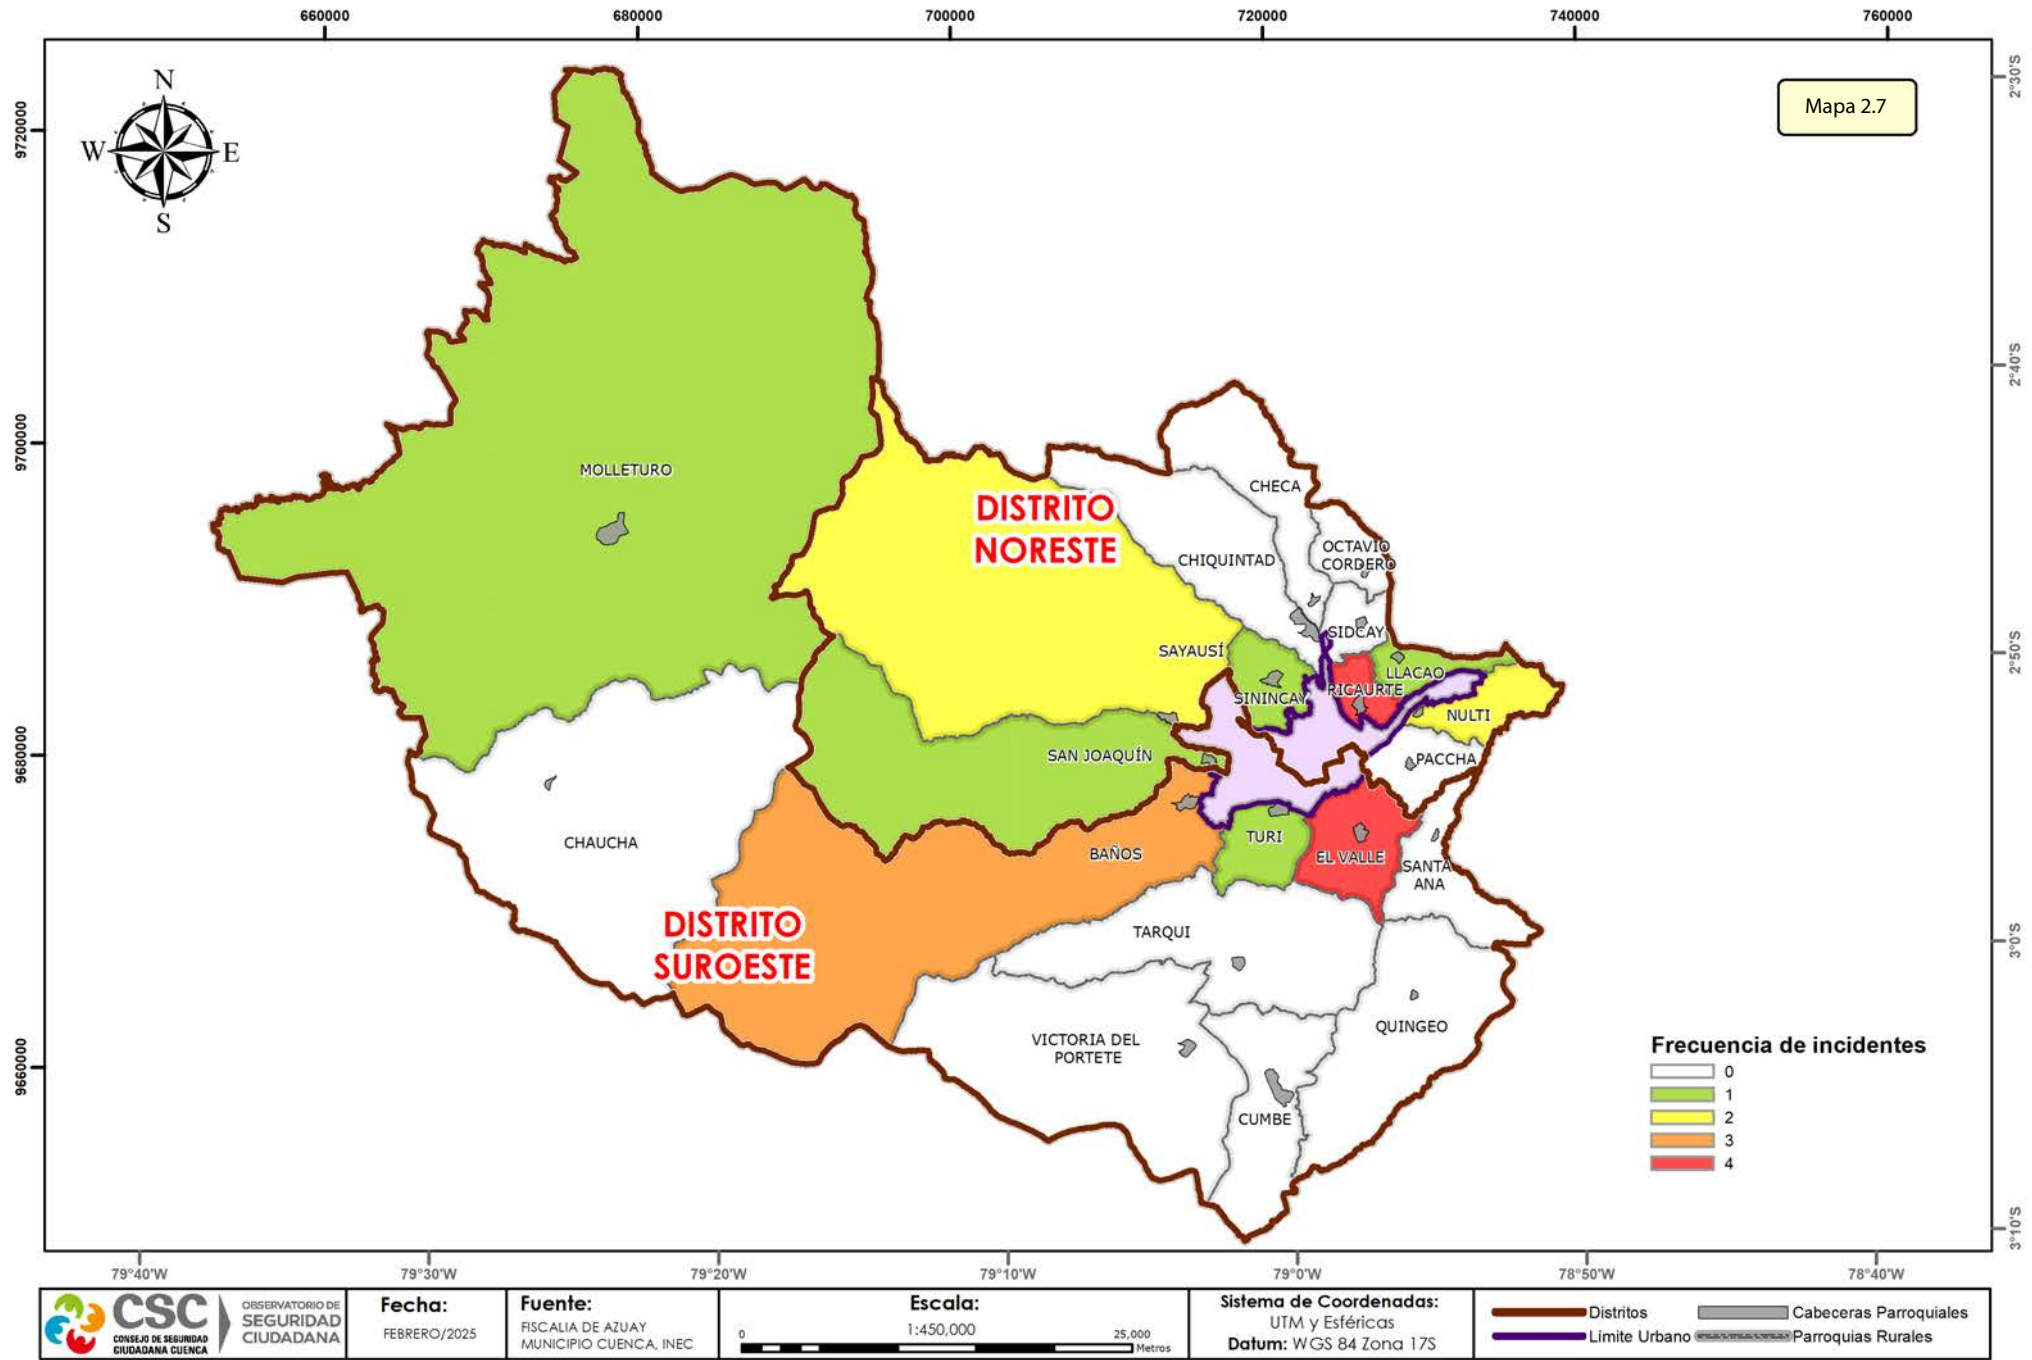 660000
680000
700000
720000
740000
760000
2°30'S
Mapa 2.7
9720000
N
W
E
S
2°40'S
9700000
MOLLETURO
CHECA
DISTRITO
NORESTE
CHIQUINTAD
OCTAVIO
CORDERO
SIDCAY
SAYAUSÍ
2°50'S
LLACAO
RICAURTE
SININCAY
NULTI
9680000
SAN JOAQUÍN
PACCHA
CHAUCHA
TURI
BAÑOS
EL VALLE
SANTA
ANA
DISTRITO
SUROESTE
TARQUI
3°0'S
QUINGEO
VICTORIA DEL
PORTETE
9660000
CUMBE
Frecuencia de incidentes
0
1
2
3
4
3°10'S
79°40'W
79°30'W
79°20'W
79°10'W
79°0'W
78°50'W
78°40'W
CSC
CONSEJO DE SEGURIDAD
CIUDADANA CUENCA
OBSERVATORIO DE
SEGURIDAD
CIUDADANA
Fecha:
FEBRERO/2025
Fuente:
FISCALIA DE AZUAY
MUNICIPIO CUENCA, INEC
Escala:
1:450,000
0
25,000
Metros
Sistema de Coordenadas:
UTM y Esféricas
Datum: WGS 84 Zona 17S
Distritos
Límite Urbano
Cabeceras Parroquiales
Parroquias Rurales